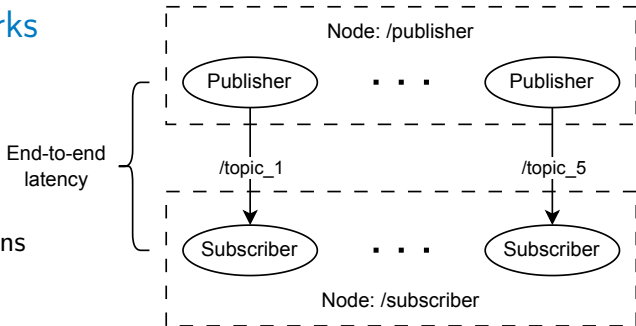 rks
Node: /publisher
Publisher
. . .
Publisher
End-to-end
latency
/topic_1
/topic_5
ns
Subscriber
. . .
Subscriber
Node: /subscriber